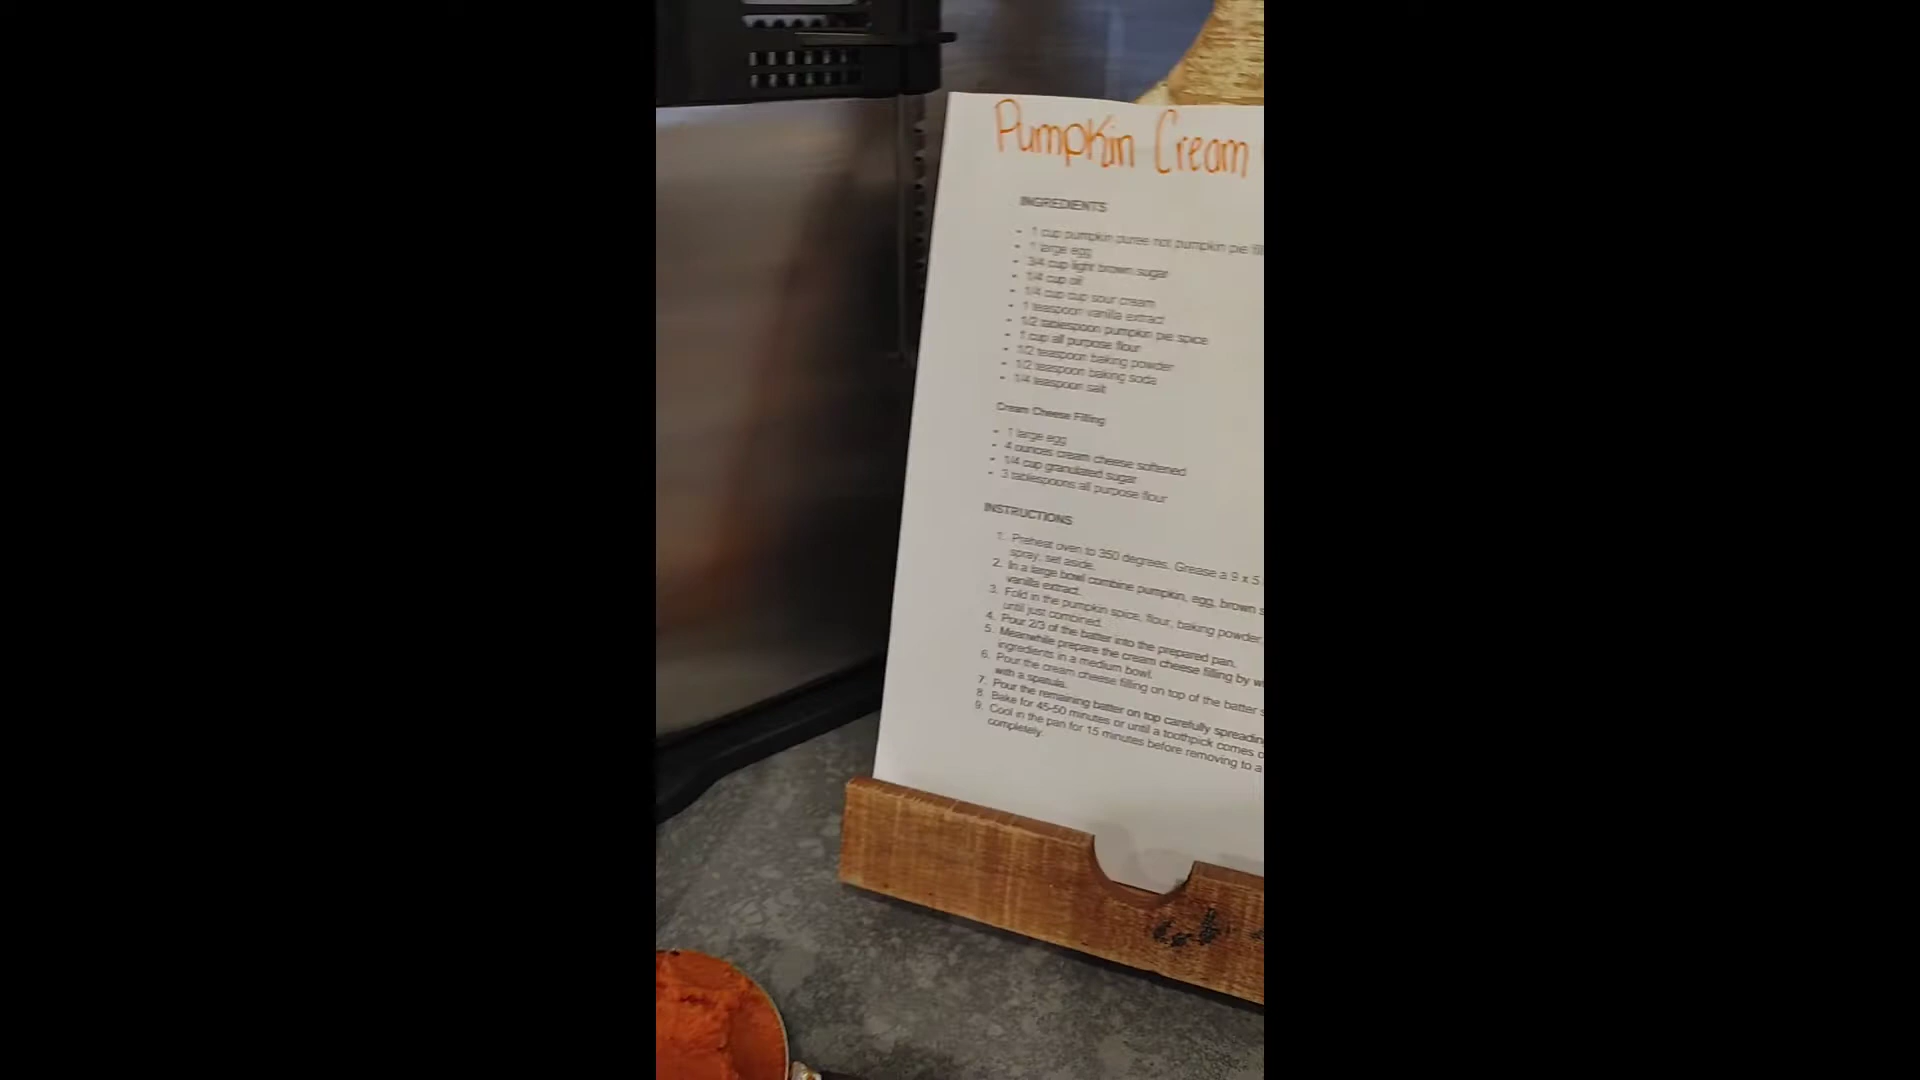 Pumpkin Cream
INGREDIENTS
- 1 cup pumpkin puree not pumpkin pie fil
- 1 large egg
- 3/4 cup light brown sugar
- 1/4 cup oil
- 1/4 cup cup sour cream
- 1 teaspoon vanilla extract
- 1/2 tablespoon pumpkin pie spice
- 1 cup all purpose flour
- 1/2 teaspoon baking powder
- 1/2 teaspoon baking soda
- 1/4 teaspoon salt
Cream Cheese Filling
- 1 large egg
- 4 ounces cream cheese softened
- 1/4 cup granulated sugar
- 3 tablespoons all purpose flour
INSTRUCTIONS
1. Preheat oven to 350 degrees. Grease a 9 x 5
spray, set aside.
2. In a large bowl combine pumpkin, egg, brown s
vanilla extract.
3. Fold in the pumpkin spice, flour, baking powder,
until just combined.
4. Pour 2/3 of the batter into the prepared pan.
5. Meanwhile prepare the cream cheese filling by w
ingredients in a medium bowl.
6. Pour the cream cheese filling on top of the batter s
with a spatula.
7. Pour the remaining batter on top carefully spreading
8. Bake for 45-50 minutes or until a toothpick comes o
9. Cool in the pan for 15 minutes before removing to a
completely.